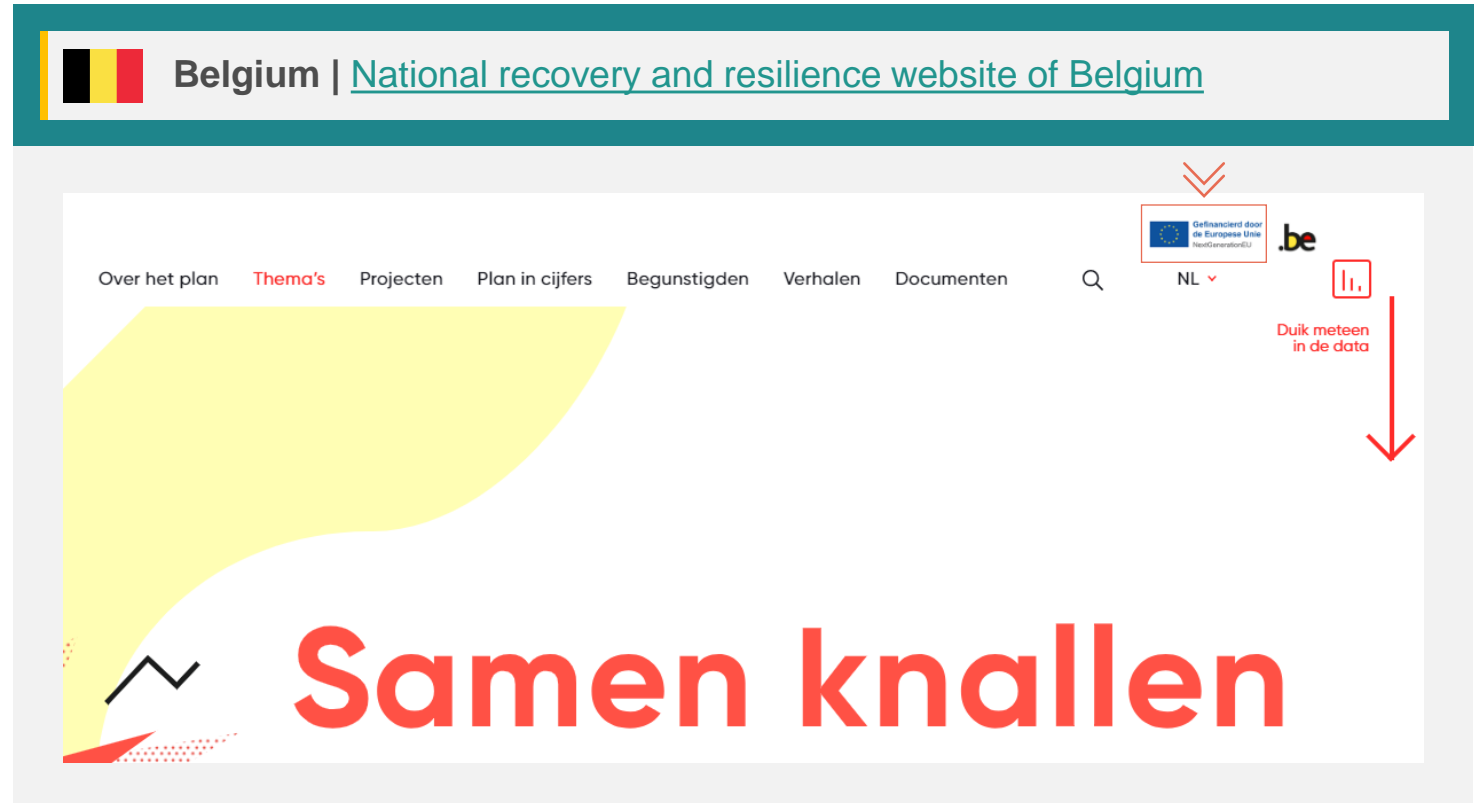 Belgium | National recovery and resilience website of Belgium
Gefinancierd door
de Europese Unie
NextGenerationEU
.be
Over het plan Thema's Projecten Plan in cijfers Begunstigden Verhalen Documenten NL
Duik meteen
in de data
Samen knallen